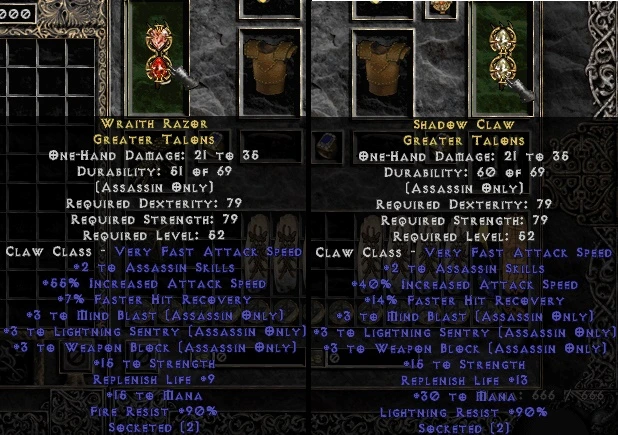 000
Wraith Razor
Greater Talons
One-Hand Damage: 21 to 35
Durability: 51 of 69
(Assassin Only)
Required Dexterity: 79
Required Strength: 79
Required Level: 52
Claw Class - Very Fast Attack Speed
+2 to Assassin Skills
+55% Increased Attack Speed
+7% Faster Hit Recovery
+3 to Mind Blast (Assassin Only)
+3 to Lightning Sentry (Assassin Only)
+3 to Weapon Block (Assassin Only)
+15 to Strength
Replenish Life +9
+15 to Mana
Fire Resist +90%
Socketed (2)
Shadow Claw
Greater Talons
One-Hand Damage: 21 to 35
Durability: 60 of 69
(Assassin Only)
Required Dexterity: 79
Required Strength: 79
Required Level: 52
Claw Class - Very Fast Attack Speed
+2 to Assassin Skills
+40% Increased Attack Speed
+14% Faster Hit Recovery
+3 to Mind Blast (Assassin Only)
+3 to Lightning Sentry (Assassin Only)
+3 to Weapon Block (Assassin Only)
+15 to Strength
Replenish Life +13
+30 to Mana
666 / 666
Lightning Resist +90%
Socketed (2)